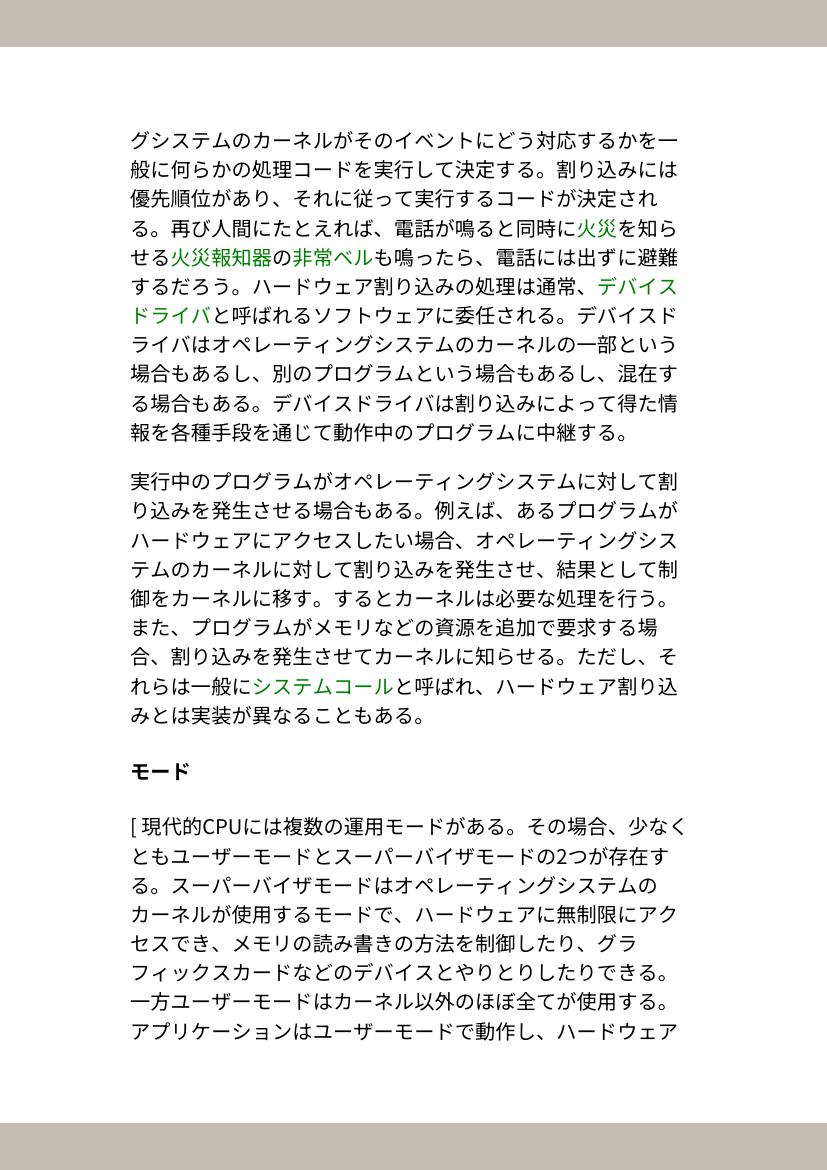 グシステムのカーネルがそのイベントにどう対応するかを一
般に何らかの処理コードを実行して決定する。割り込みには
優先順位があり、それに従って実行するコードが決定され
る。再び人間にたとえれば、電話が鳴ると同時に火災を知ら
せる火災報知器の非常ベルも鳴ったら、電話には出ずに避難
するだろう。ハードウェア割り込みの処理は通常、デバイス
ドライバと呼ばれるソフトウェアに委任される。デバイスド
ライバはオペレーティングシステムのカーネルの一部という
場合もあるし、別のプログラムという場合もあるし、混在す
る場合もある。デバイスドライバは割り込みによって得た情
報を各種手段を通じて動作中のプログラムに中継する。
実行中のプログラムがオペレーティングシステムに対して割
り込みを発生させる場合もある。例えば、あるプログラムが
ハードウェアにアクセスしたい場合、オペレーティングシス
テムのカーネルに対して割り込みを発生させ、結果として制
御をカーネルに移す。するとカーネルは必要な処理を行う。
また、プログラムがメモリなどの資源を追加で要求する場
合、割り込みを発生させてカーネルに知らせる。ただし、そ
れらは一般にシステムコールと呼ばれ、ハードウェア割り込
みとは実装が異なることもある。
モード
[ 現代的CPUには複数の運用モードがある。その場合、少なく
ともユーザーモードとスーパーバイザモードの2つが存在す
る。スーパーバイザモードはオペレーティングシステムの
カーネルが使用するモードで、ハードウェアに無制限にアク
セスでき、メモリの読み書きの方法を制御したり、グラ
フィックスカードなどのデバイスとやりとりしたりできる。
一方ユーザーモードはカーネル以外のほぼ全てが使用する。
アプリケーションはユーザーモードで動作し、ハードウェア